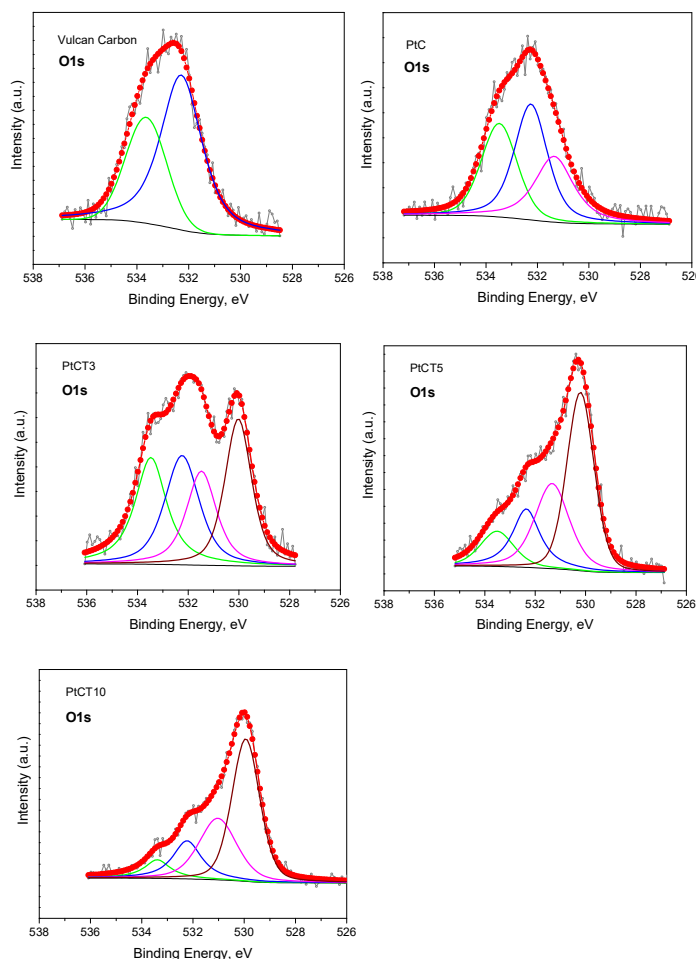 Vulcan Carbon
O1s
Intensity (a.u.)
538 536 534 532 530 528 526
Binding Energy, eV
PtC
O1s
Intensity (a.u.)
538 536 534 532 530 528 526
Binding Energy, eV
PtCT3
O1s
Intensity (a.u.)
538 536 534 532 530 528 526
Binding Energy, eV
PtCT5
O1s
Intensity (a.u.)
536 534 532 530 528 526
Binding Energy, eV
PtCT10
O1s
Intensity (a.u.)
538 536 534 532 530 528 526
Binding Energy, eV